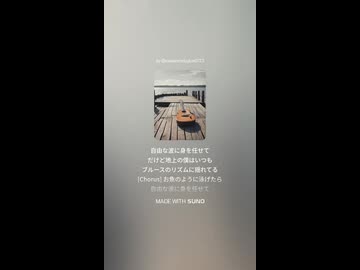 自由な波に身を任せて
だけど地上の僕はいつも
ブルースのリズムに揺れてる
[Chorus] お魚のように泳げたら
自由な波に身を任せて
MADE WITH SUNO